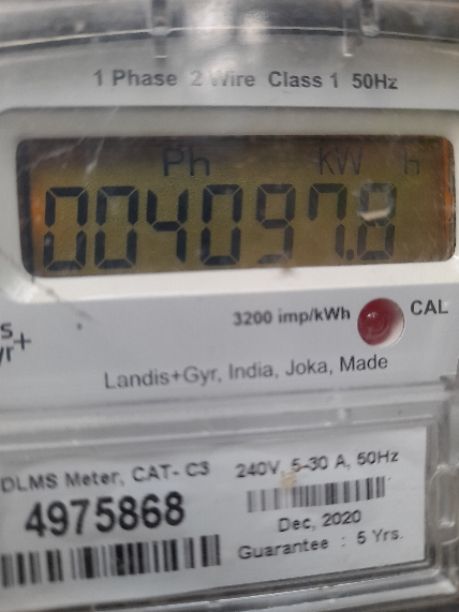 1 Phase 2 Wire Class 1 50Hz
Ph kW h
004097.8
3200 imp/kWh CAL
Landis+Gyr, India, Joka, Made
DLMS Meter, CAT- C3
4975868
240V, 5-30 A, 50Hz
Dec, 2020
Guarantee : 5 Yrs.